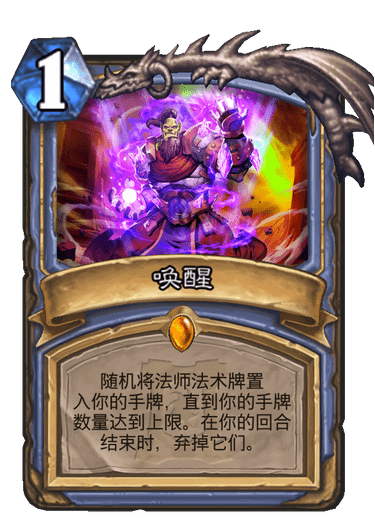 1
唤醒
随机将法师法术牌置
入你的手牌，直到你的手牌
数量达到上限。在你的回合
结束时，弃掉它们。